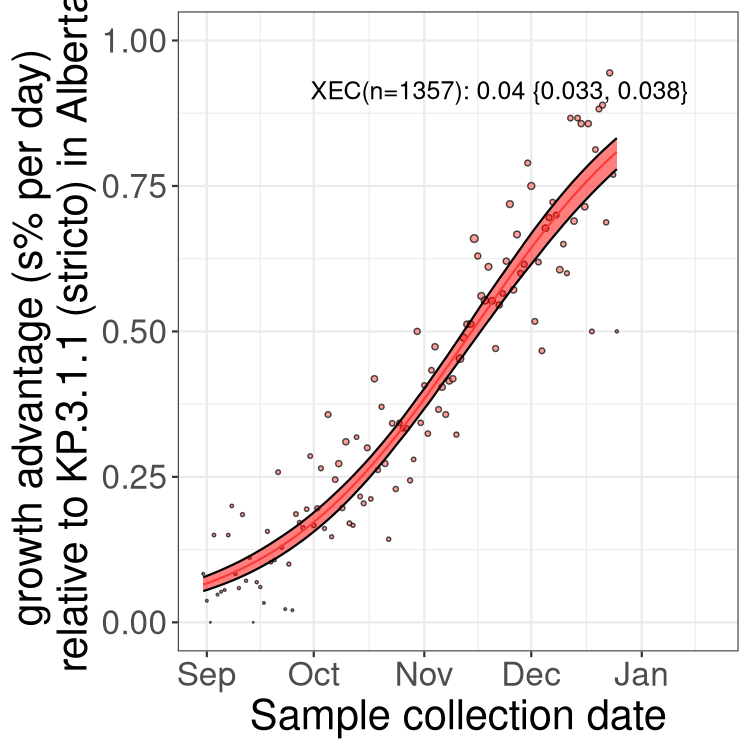 growth advantage (s% per day)
relative to KP.3.1.1 (stricto) in Alberta
1.00
0.75
0.50
0.25
0.00
XEC(n=1357): 0.04 {0.033, 0.038}
Sep Oct Nov Dec Jan
Sample collection date